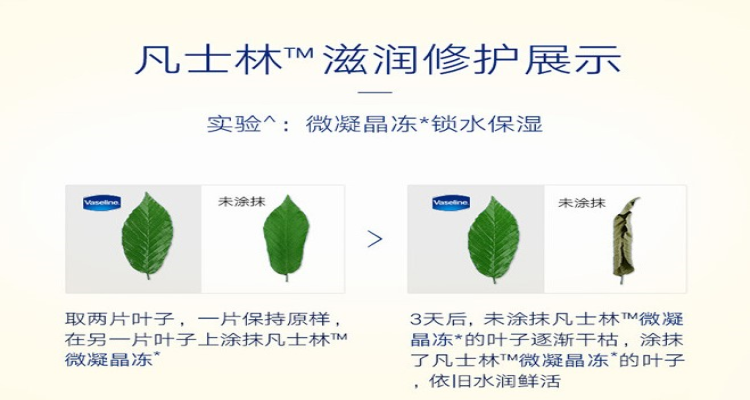 凡士林™滋润修护展示
实验^：微凝晶冻*锁水保湿
Vaseline.
未涂抹
>
Vaseline.
未涂抹
取两片叶子，一片保持原样，
在另一片叶子上涂抹凡士林™
微凝晶冻*
3天后，未涂抹凡士林™微凝
晶冻*的叶子逐渐干枯，涂抹
了凡士林™微凝晶冻*的叶子
，依旧水润鲜活